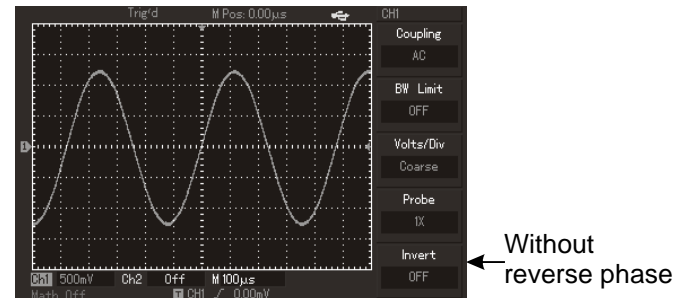 Trig'd M Pos: 0.00μs CH1
Coupling
AC
BW Limit
OFF
Volts/Div
Coarse
Probe
1X
Invert
OFF
Without
reverse phase
1
Ch1 500mV Ch2 Off M 100μs
Math Off T CH1 0.00mV